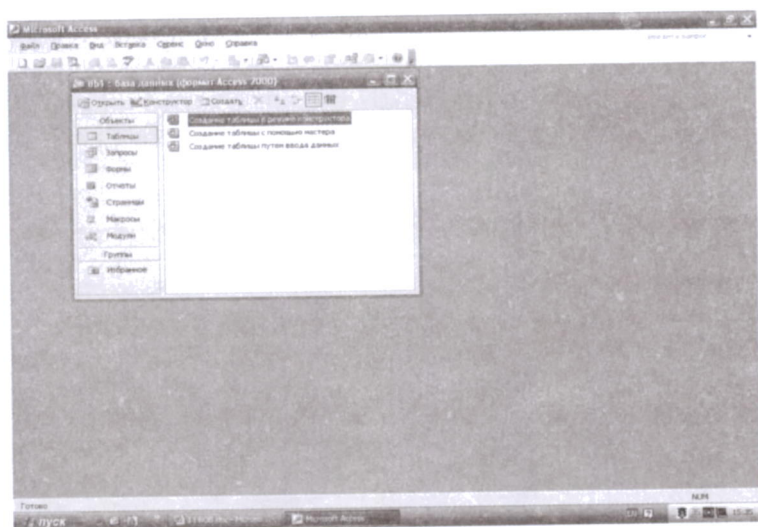 Microsoft Access
Файл Правка Вид Вставка Сервис Окно Справка
база данных (формат Access 2000)
Открыть Конструктор Создать
Объекты
Таблицы
Запросы
Формы
Отчеты
Страницы
Макросы
Модули
Группы
Избранное
Создание таблицы в режиме конструктора
Создание таблицы с помощью мастера
Создание таблицы путем ввода данных
Готово
NUM
пуск
Microsoft Access